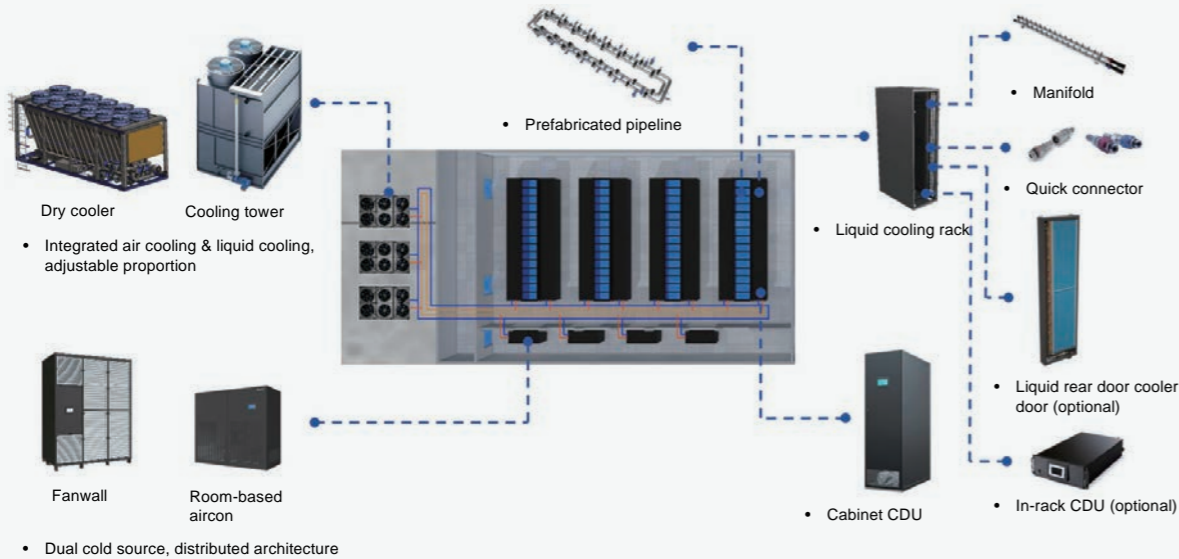 Dry cooler
Cooling tower
• Integrated air cooling & liquid cooling,
adjustable proportion
• Prefabricated pipeline
• Manifold
• Quick connector
• Liquid cooling rack
• Liquid rear door cooler
door (optional)
Fanwall
Room-based
aircon
• Dual cold source, distributed architecture
• Cabinet CDU
• In-rack CDU (optional)